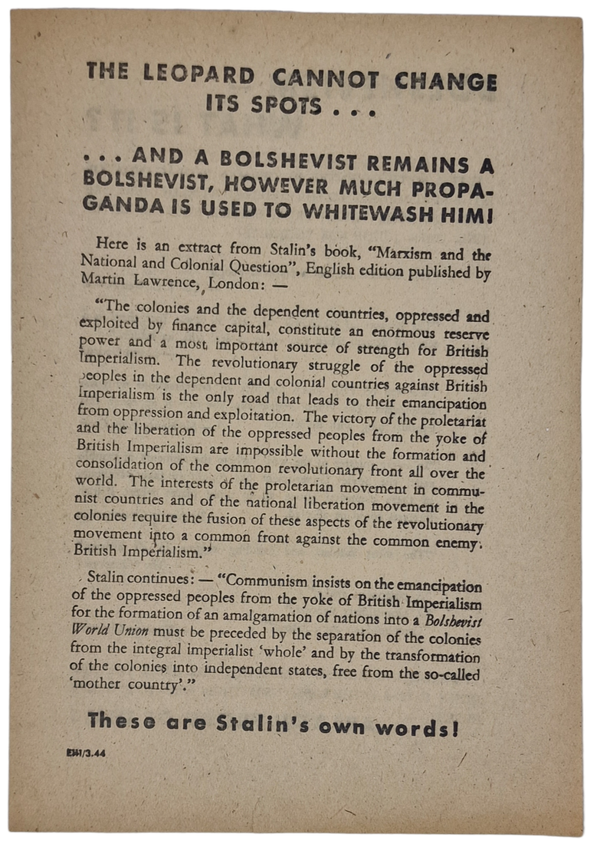 THE LEOPARD CANNOT CHANGE
ITS SPOTS . . .
. . . AND A BOLSHEVIST REMAINS A
BOLSHEVIST, HOWEVER MUCH PROPA-
GANDA IS USED TO WHITEWASH HIM!
Here is an extract from Stalin's book, "Marxism and the
National and Colonial Question", English edition published by
Martin Lawrence, London: —
"The colonies and the dependent countries, oppressed and
exploited by finance capital, constitute an enormous reserve
power and a most important source of strength for British
Imperialism. The revolutionary struggle of the oppressed
peoples in the dependent and colonial countries against British
Imperialism is the only road that leads to their emancipation
from oppression and exploitation. The victory of the proletariat
and the liberation of the oppressed peoples from the yoke of
British Imperialism are impossible without the formation and
consolidation of the common revolutionary front all over the
world. The interests of the proletarian movement in commu-
nist countries and of the national liberation movement in the
colonies require the fusion of these aspects of the revolutionary
movement into a common front against the common enemy:
British Imperialism."
Stalin continues: — "Communism insists on the emancipation
of the oppressed peoples from the yoke of British Imperialism
for the formation of an amalgamation of nations into a Bolshevist
World Union must be preceded by the separation of the colonies
from the integral imperialist 'whole' and by the transformation
of the colonies into independent states, free from the so-called
'mother country'."
These are Stalin's own words!